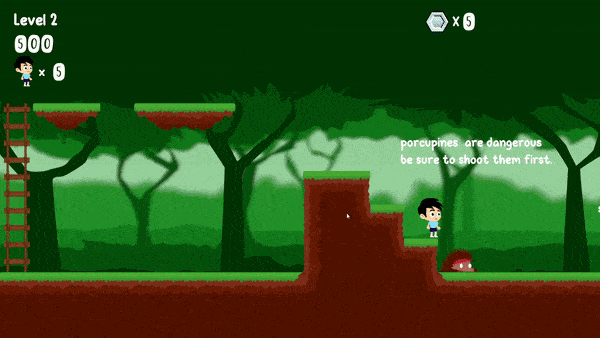 Level 2
500
x 5
x 5
porcupines are dangerous
be sure to shoot them first.